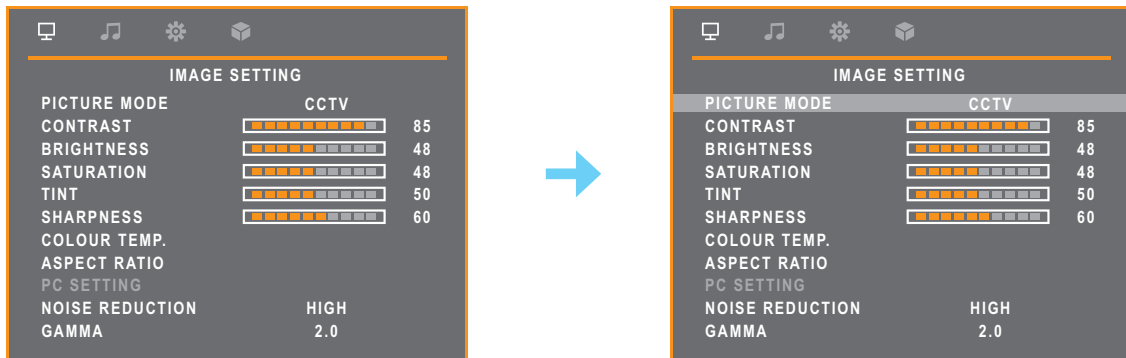 IMAGE SETTING
PICTURE MODE CCTV
CONTRAST 85
BRIGHTNESS 48
SATURATION 48
TINT 50
SHARPNESS 60
COLOUR TEMP.
ASPECT RATIO
PC SETTING
NOISE REDUCTION HIGH
GAMMA 2.0
IMAGE SETTING
PICTURE MODE CCTV
CONTRAST 85
BRIGHTNESS 48
SATURATION 48
TINT 50
SHARPNESS 60
COLOUR TEMP.
ASPECT RATIO
PC SETTING
NOISE REDUCTION HIGH
GAMMA 2.0